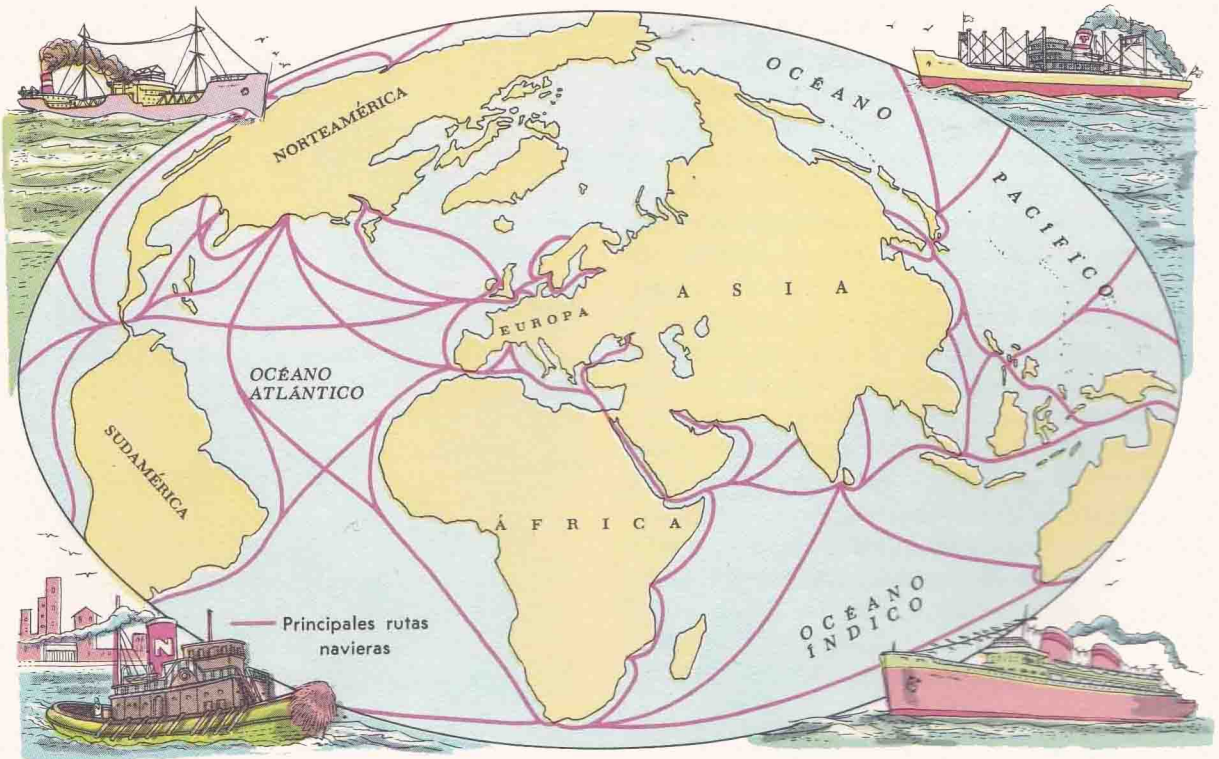 NORTEAMÉRICA
OCÉANO
PACÍFICO
ASIA
EUROPA
OCÉANO
ATLÁNTICO
SUDAMÉRICA
ÁFRICA
OCÉANO
ÍNDICO
Principales rutas
navieras
N